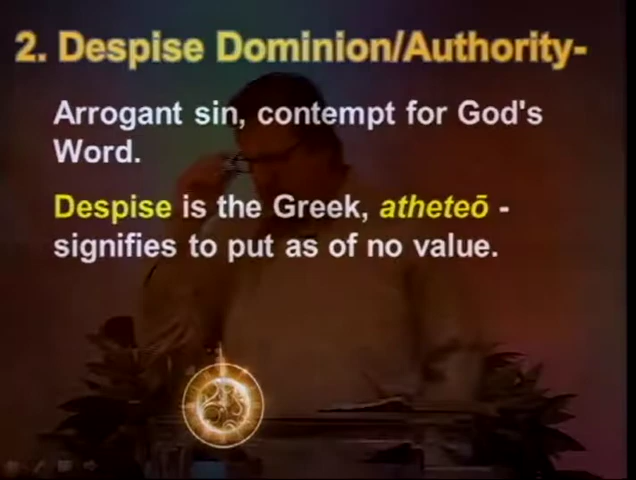 2. Despise Dominion/Authority-
Arrogant sin, contempt for God's
Word.
Despise is the Greek, atheteō -
signifies to put as of no value.